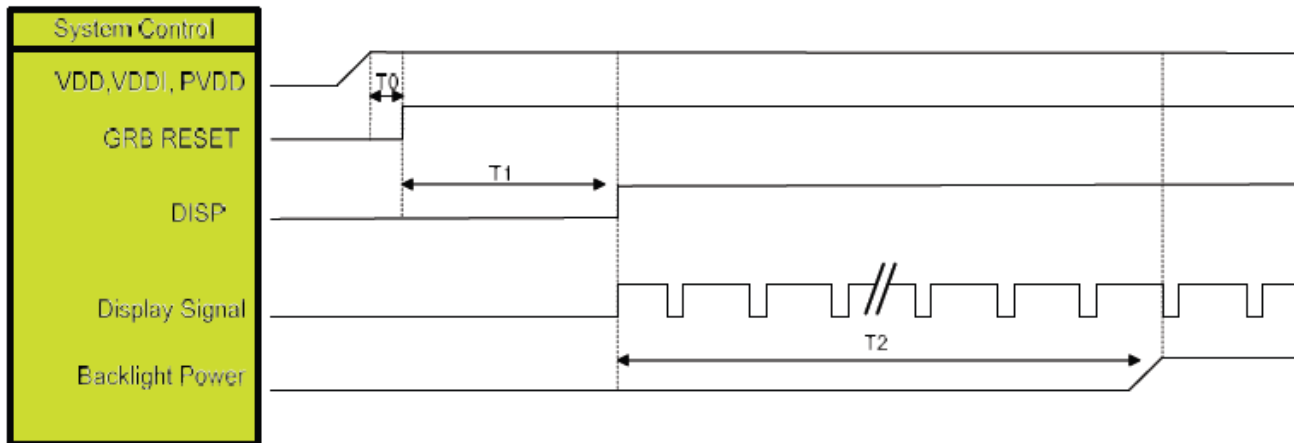 System Control
VDD,VDDI, PVDD
T0
GRB RESET
T1
DISP
Display Signal
T2
Backlight Power